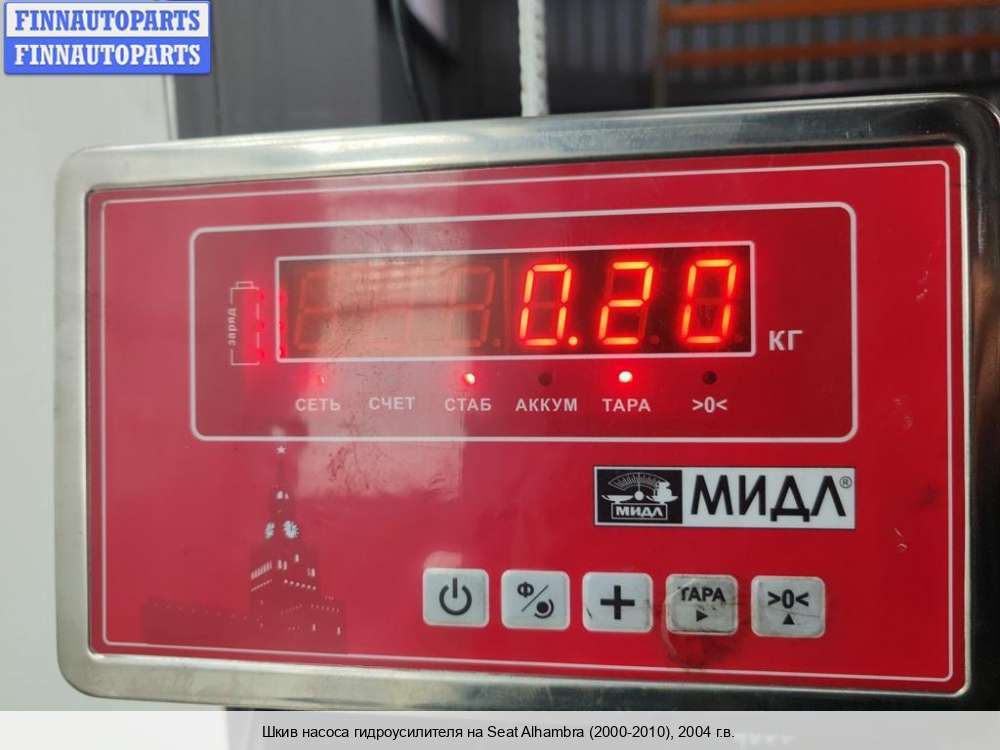 FINNAUTOPARTS
FINNAUTOPARTS
заряд
0.20
КГ
СЕТЬ СЧЕТ СТАБ АККУМ ТАРА >0<
МИДЛ
МИДЛ®
Ф
ТАРА
>0<
Шкив насоса гидроусилителя на Seat Alhambra (2000-2010), 2004 г.в.